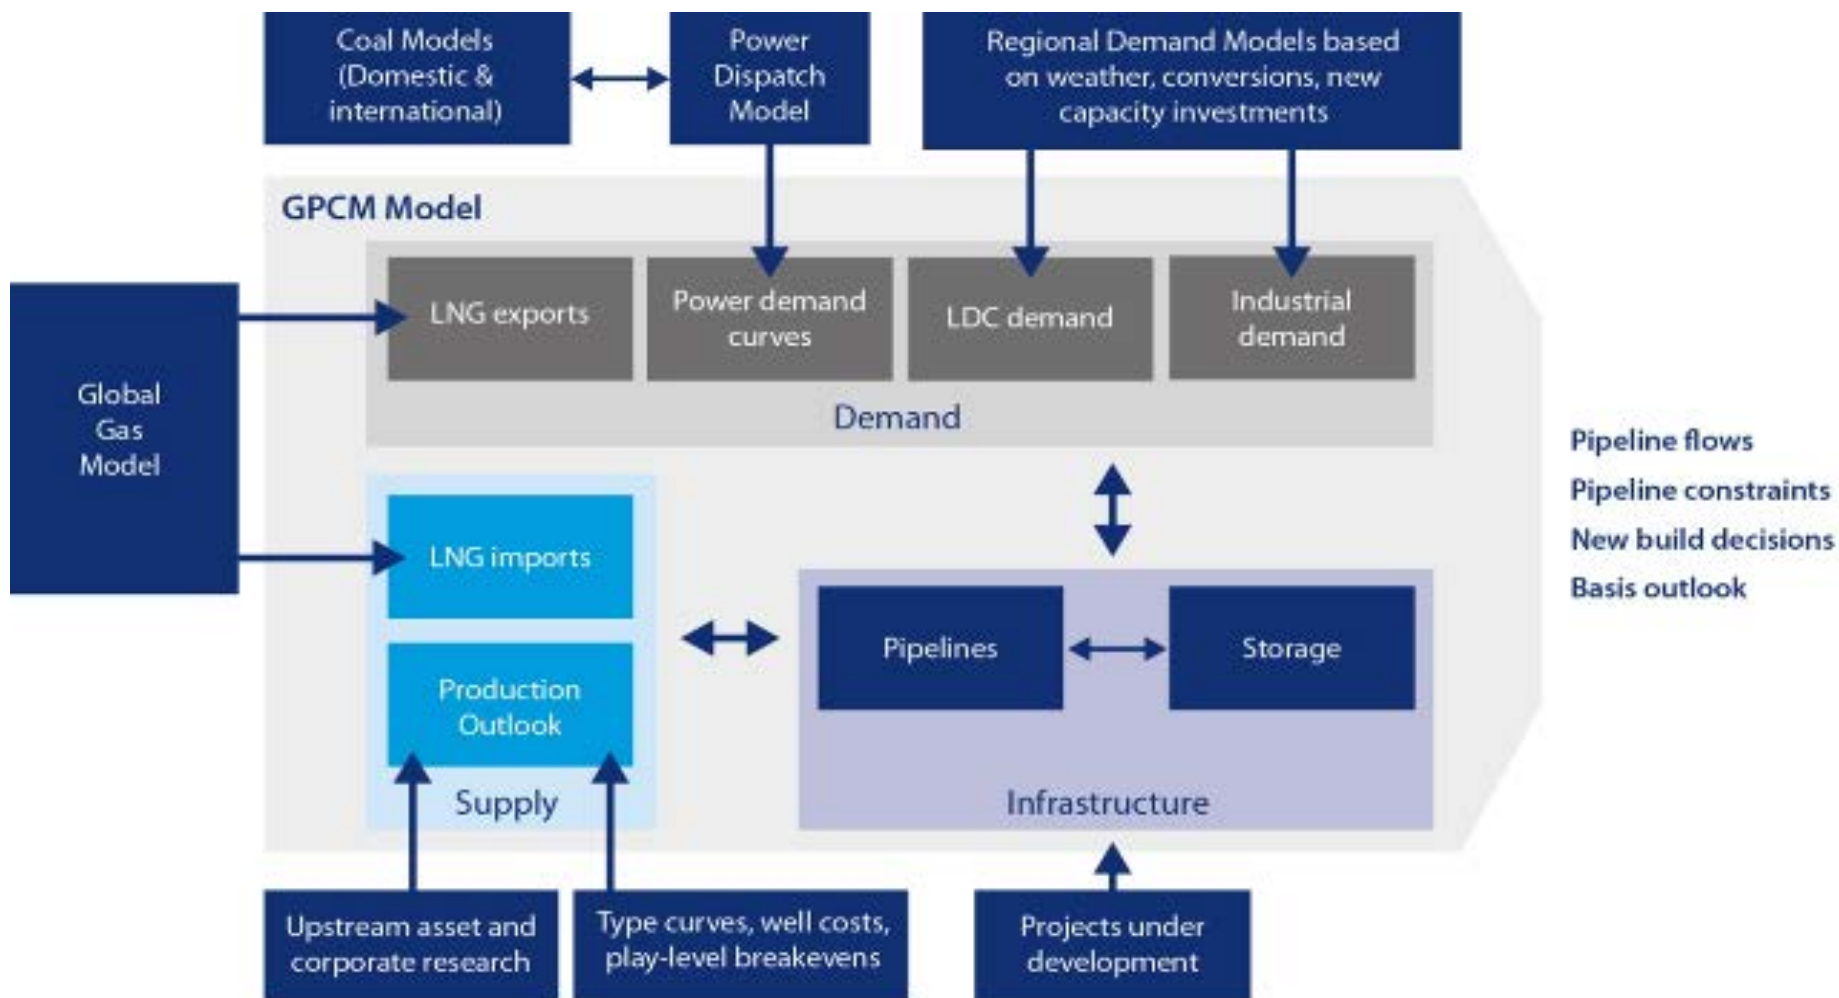 Coal Models
(Domestic &
international)
Power
Dispatch
Model
Regional Demand Models based
on weather, conversions, new
capacity investments
GPCM Model
LNG exports
Power demand
curves
LDC demand
Industrial
demand
Demand
Global
Gas
Model
LNG imports
Production
Outlook
Supply
Pipelines
Storage
Infrastructure
Pipeline flows
Pipeline constraints
New build decisions
Basis outlook
Upstream asset and
corporate research
Type curves, well costs,
play-level breakevens
Projects under
development